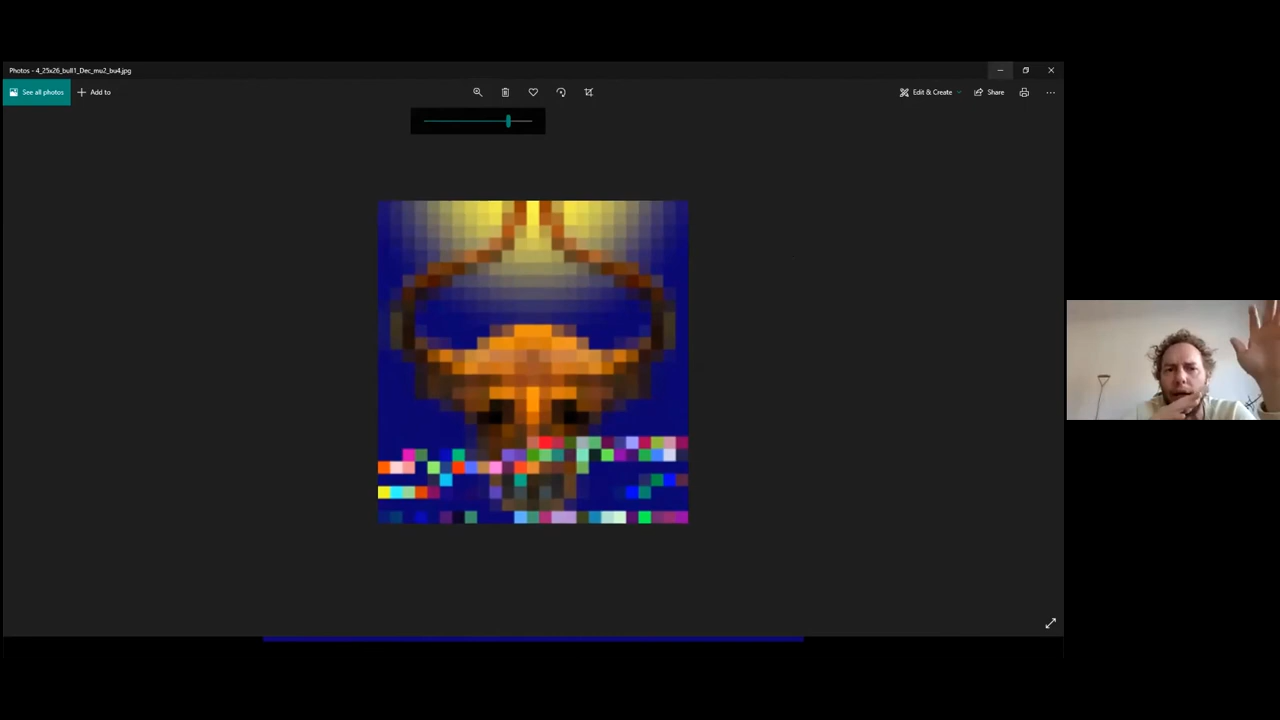 Photos - 4_25x26_bull1_Dec_mu2_bu4.jpg
See all photos
Add to
Edit & Create
Share